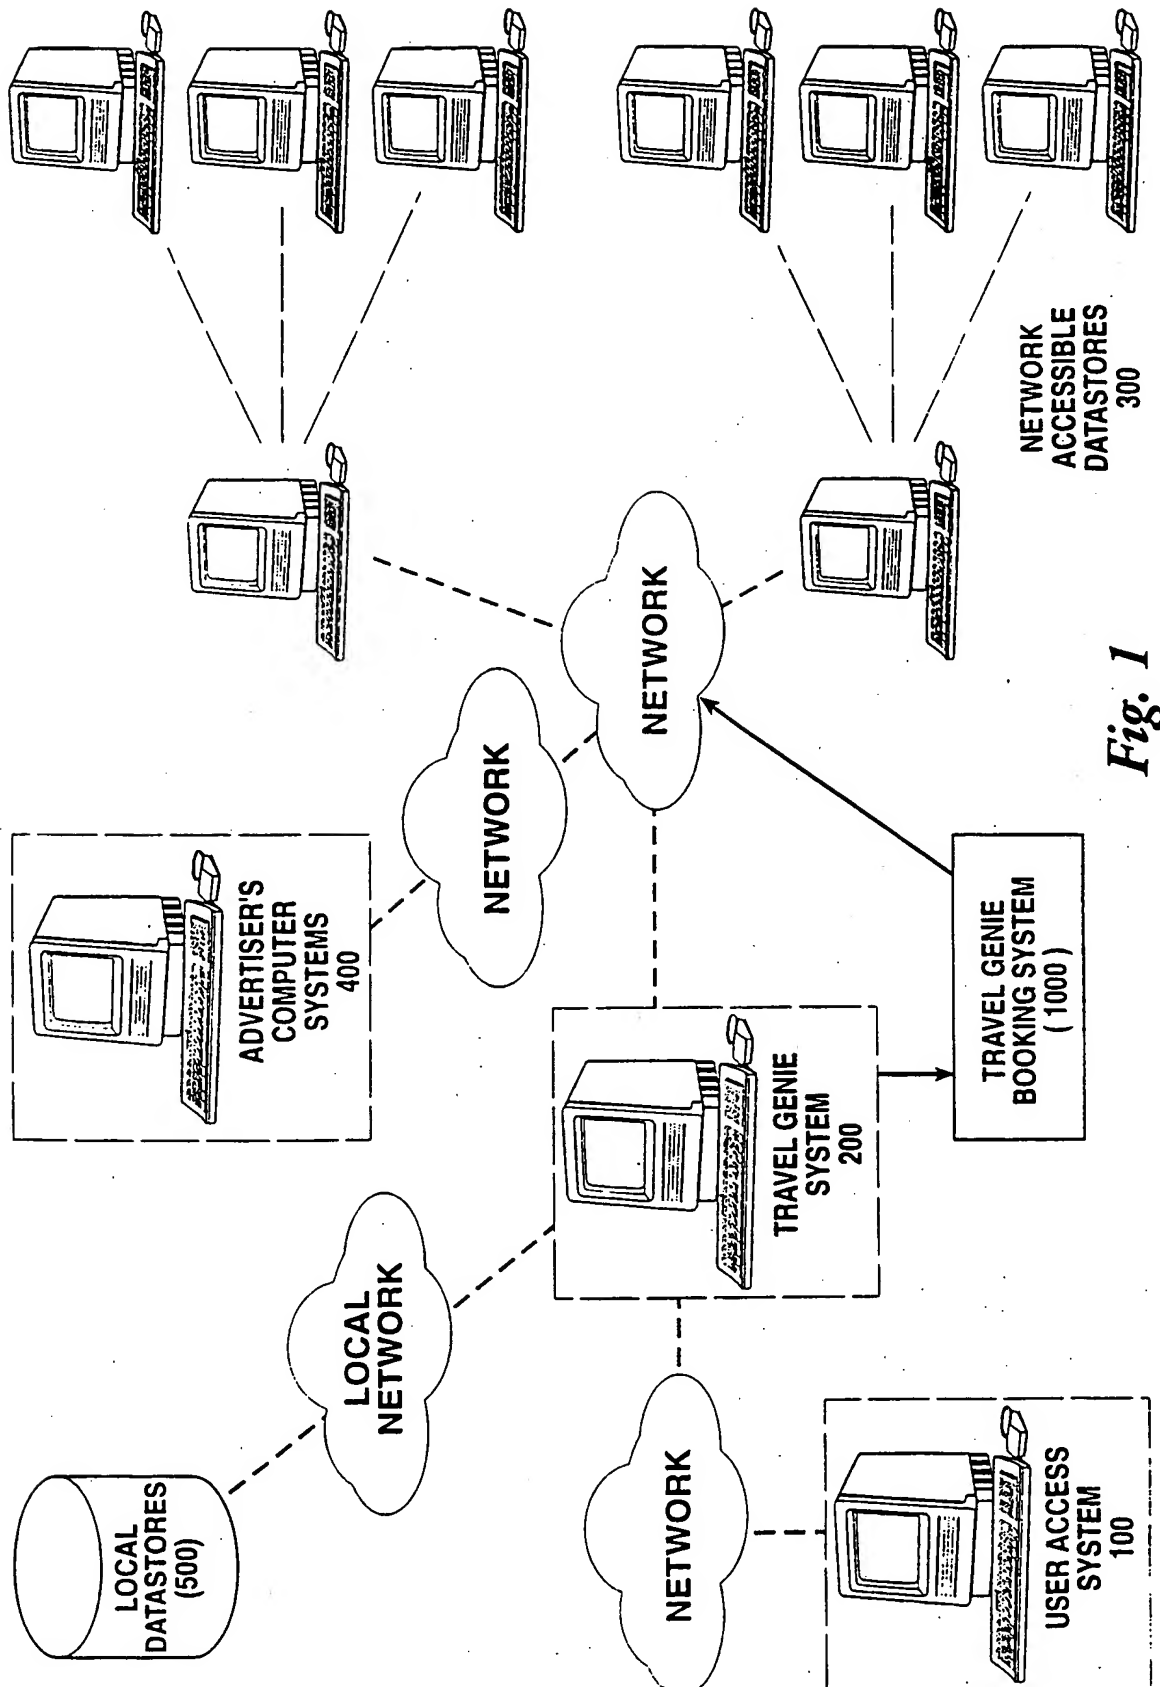 LOCAL
DATASTORES
(500)
LOCAL
NETWORK
ADVERTISER'S
COMPUTER
SYSTEMS
400
NETWORK
NETWORK
NETWORK
USER ACCESS
SYSTEM
100
TRAVEL GENIE
SYSTEM
200
TRAVEL GENIE
BOOKING SYSTEM
(1000)
NETWORK
ACCESSIBLE
DATASTORES
300
Fig. 1